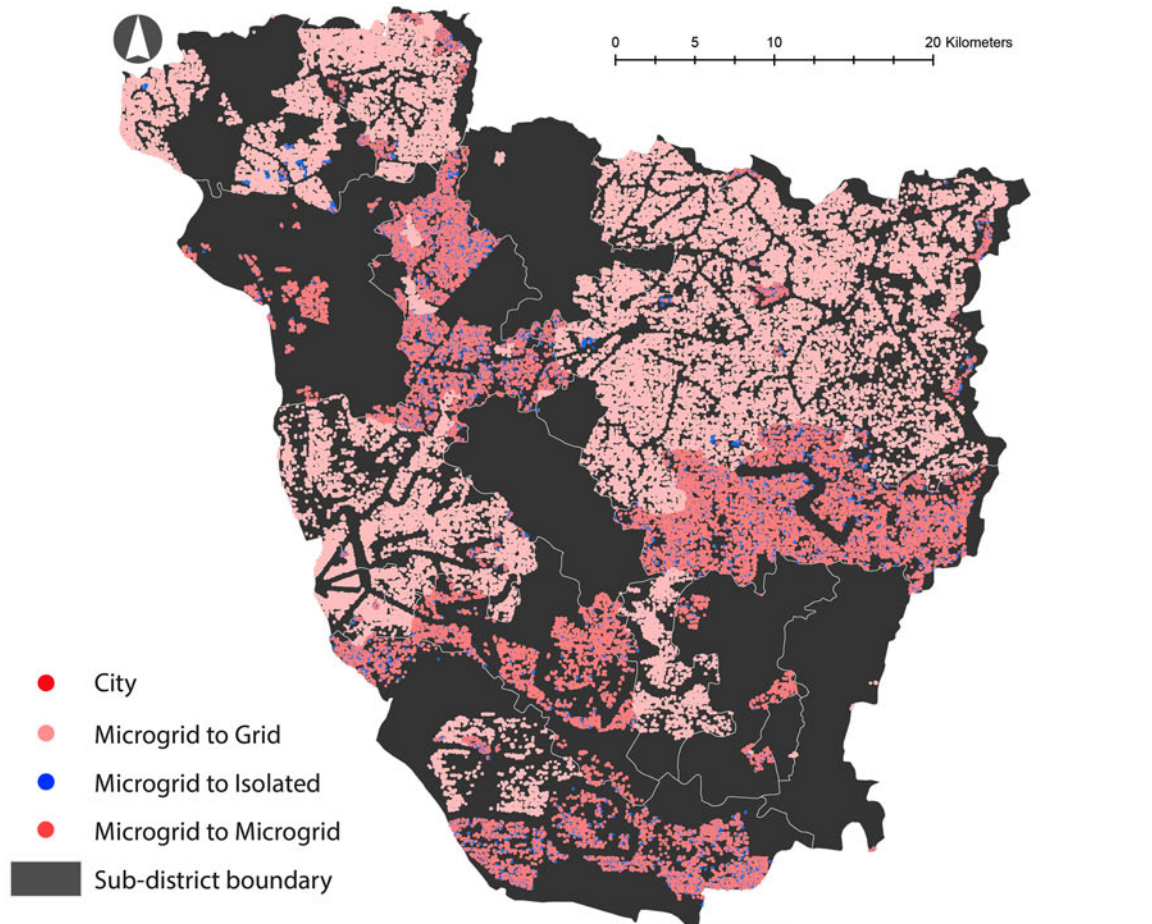 0 5 10 20 Kilometers
City
Microgrid to Grid
Microgrid to Isolated
Microgrid to Microgrid
Sub-district boundary